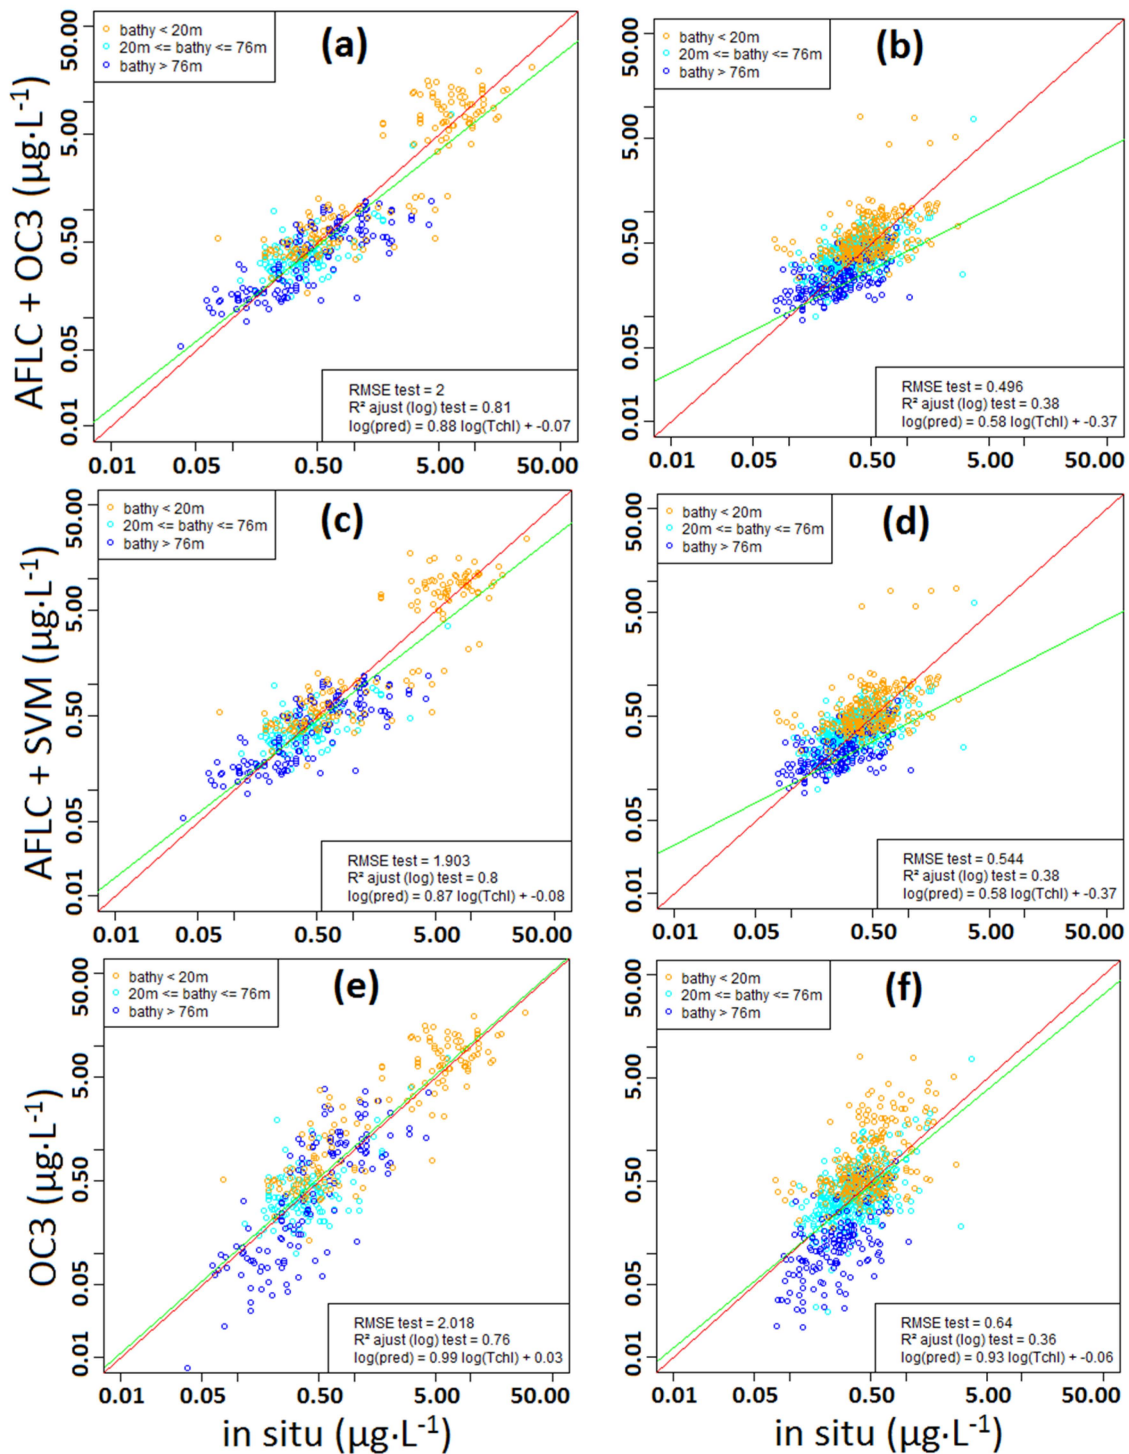 AFLC + OC3 (µg·L⁻¹)
(a)
bathy < 20m
20m <= bathy <= 76m
bathy > 76m
50.00
5.00
0.50
0.05
0.01
RMSE test = 2
R² ajust (log) test = 0.81
log(pred) = 0.88 log(Tchl) + -0.07
0.01 0.05 0.50 5.00 50.00
(b)
bathy < 20m
20m <= bathy <=76m
bathy > 76m
50.00
5.00
0.50
0.05
0.01
RMSE test = 0.496
R² ajust (log) test = 0.38
log(pred) = 0.58 log(Tchl) + -0.37
0.01 0.05 0.50 5.00 50.00
AFLC + SVM (µg·L⁻¹)
(c)
bathy < 20m
20m <= bathy <= 76m
bathy > 76m
50.00
5.00
0.50
0.05
0.01
RMSE test = 1.903
R² ajust (log) test = 0.8
log(pred) = 0.87 log(Tchl) + -0.08
0.01 0.05 0.50 5.00 50.00
(d)
bathy < 20m
20m <= bathy <= 76m
bathy > 76m
50.00
5.00
0.50
0.05
0.01
RMSE test = 0.544
R² ajust (log) test = 0.38
log(pred) = 0.58 log(Tchl) + -0.37
0.01 0.05 0.50 5.00 50.00
OC3 (µg·L⁻¹)
(e)
bathy < 20m
20m <= bathy <= 76m
bathy > 76m
50.00
5.00
0.50
0.05
0.01
RMSE test = 2.018
R² ajust (log) test = 0.76
log(pred) = 0.99 log(Tchl) + 0.03
0.01 0.05 0.50 5.00 50.00
in situ (µg·L⁻¹)
(f)
bathy < 20m
20m <= bathy <= 76m
bathy > 76m
50.00
5.00
0.50
0.05
0.01
RMSE test = 0.64
R² ajust (log) test = 0.36
log(pred) = 0.93 log(Tchl) + -0.06
0.01 0.05 0.50 5.00 50.00
in situ (µg·L⁻¹)